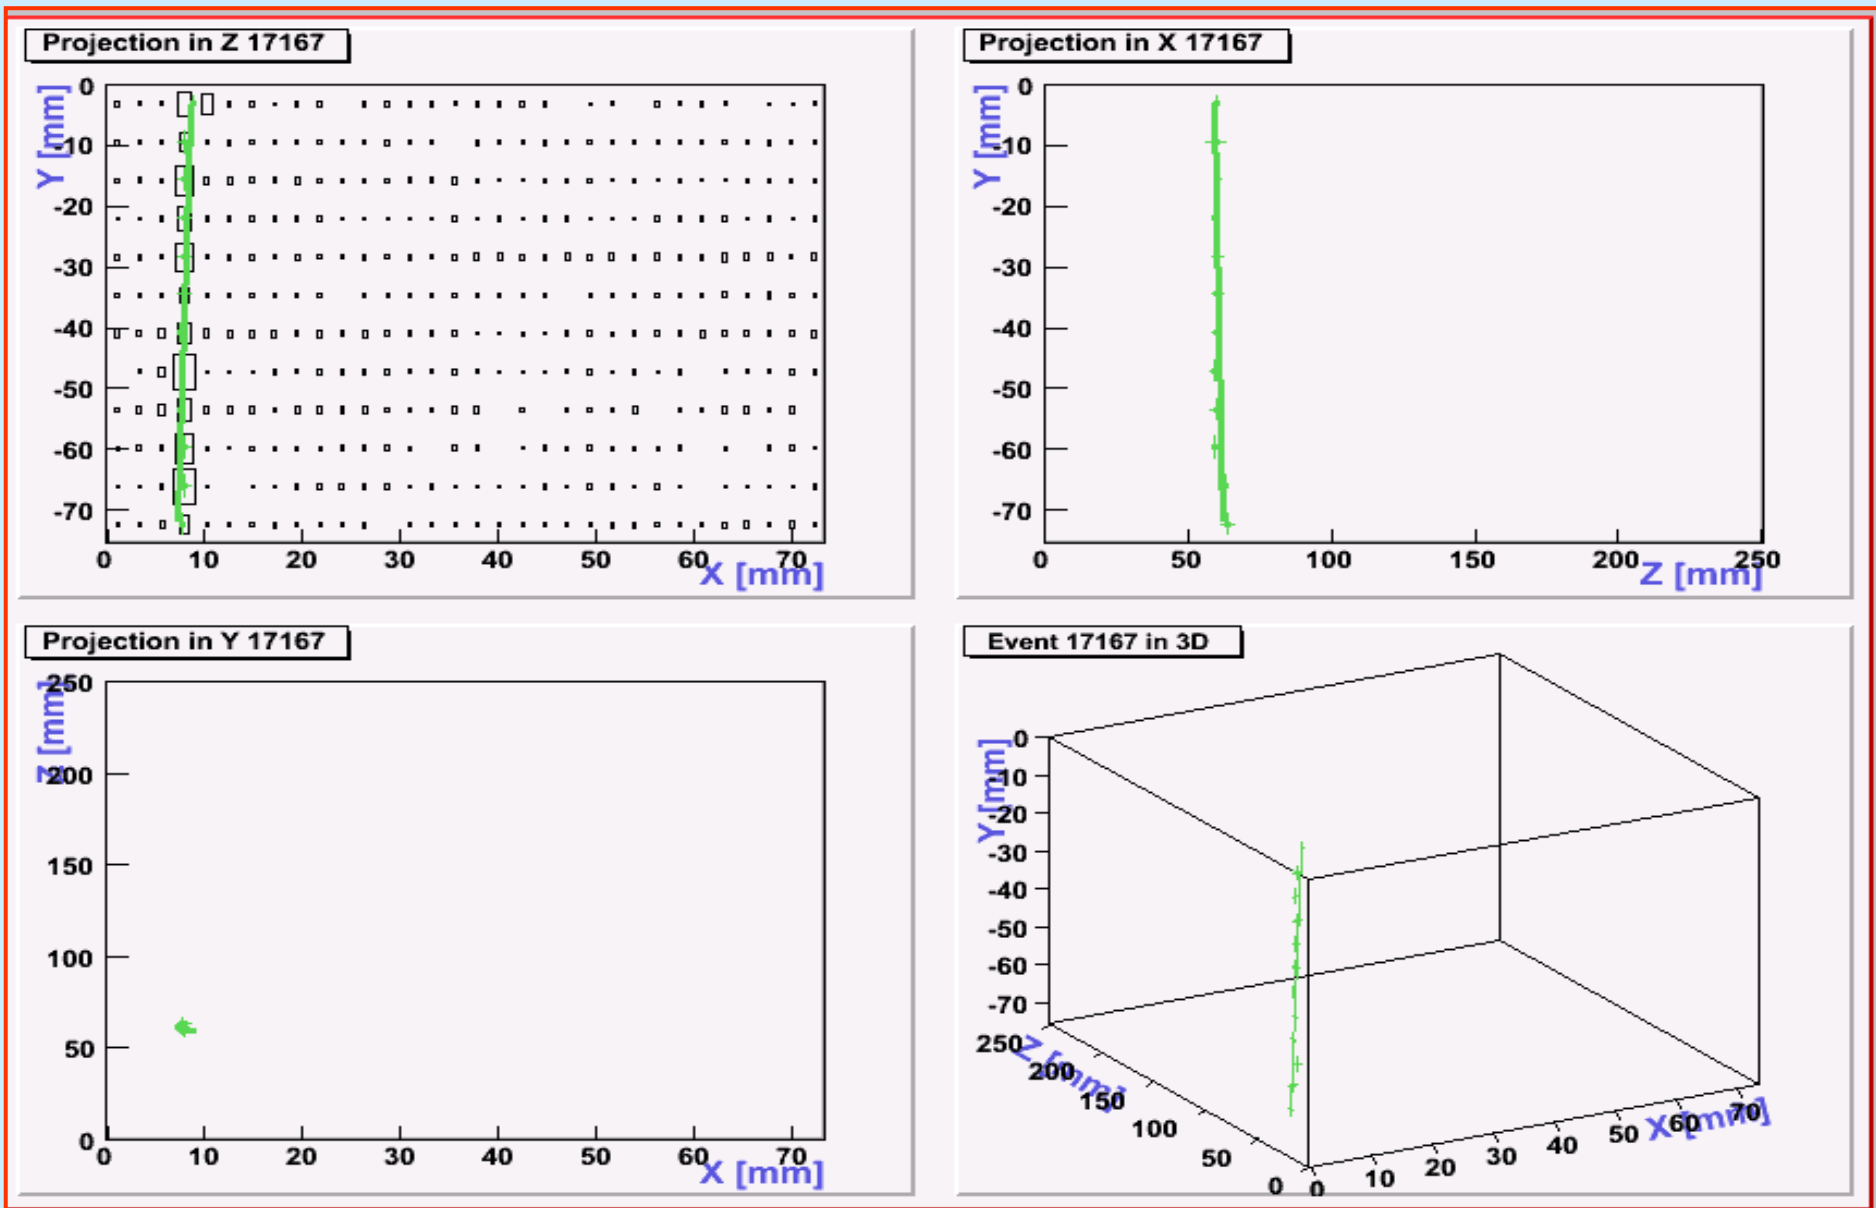 Projection in Z 17167
Y [mm]
0
-10
-20
-30
-40
-50
-60
-70
0 10 20 30 40 50 60 70
X [mm]
Projection in X 17167
Y [mm]
0
-10
-20
-30
-40
-50
-60
-70
0 50 100 150 200 250
Z [mm]
Projection in Y 17167
Z [mm]
250
200
150
100
50
0
0 10 20 30 40 50 60 70
X [mm]
Event 17167 in 3D
Y [mm]
0
-10
-20
-30
-40
-50
-60
-70
250 200 150 100 50 0
Z [mm]
0 10 20 30 40 50 60 70
X [mm]